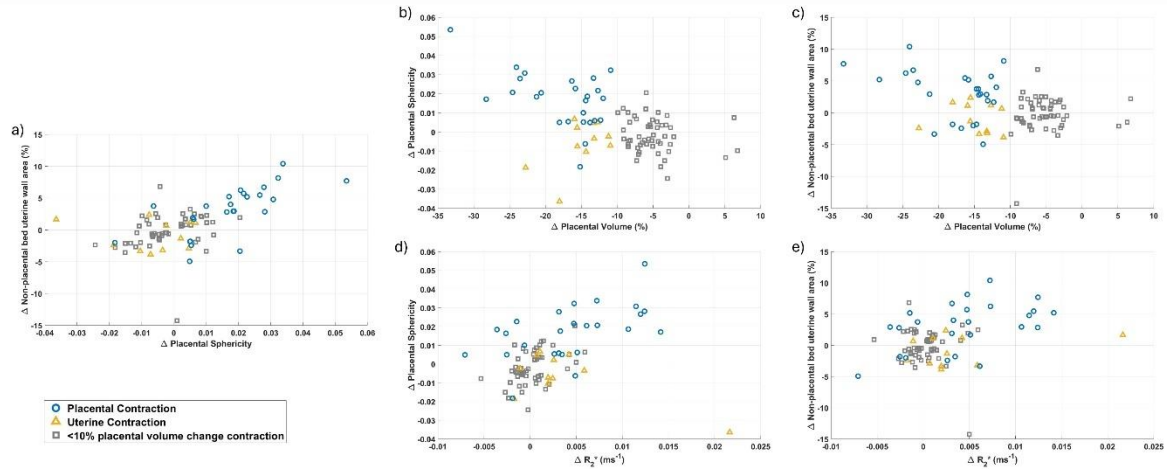 a)
Δ Non-placental bed uterine wall area (%)
15
10
5
0
-5
-10
-15
-0.04 -0.03 -0.02 -0.01 0 0.01 0.02 0.03 0.04 0.05 0.06
Δ Placental Sphericity
b)
Δ Placental Sphericity
0.06
0.05
0.04
0.03
0.02
0.01
0
-0.01
-0.02
-0.03
-0.04
-35 -30 -25 -20 -15 -10 -5 0 5 10
Δ Placental Volume (%)
c)
Δ Non-placental bed uterine wall area (%)
15
10
5
0
-5
-10
-15
-35 -30 -25 -20 -15 -10 -5 0 5 10
Δ Placental Volume (%)
d)
Δ Placental Sphericity
0.06
0.05
0.04
0.03
0.02
0.01
0
-0.01
-0.02
-0.03
-0.04
-0.01 -0.005 0 0.005 0.01 0.015 0.02 0.025
Δ R2* (ms-1)
e)
Δ Non-placental bed uterine wall area (%)
15
10
5
0
-5
-10
-15
-0.01 -0.005 0 0.005 0.01 0.015 0.02 0.025
Δ R2* (ms-1)
Placental Contraction
Uterine Contraction
<10% placental volume change contraction